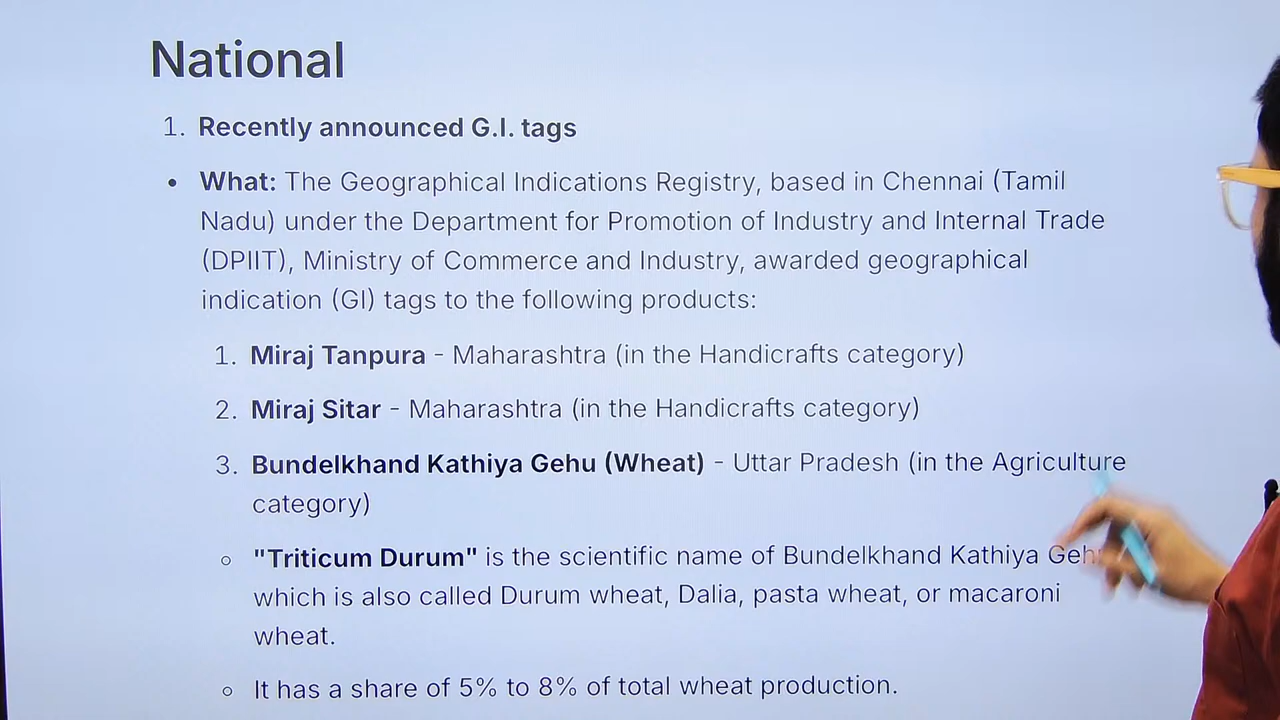 National
1. Recently announced G.I. tags
• What: The Geographical Indications Registry, based in Chennai (Tamil
Nadu) under the Department for Promotion of Industry and Internal Trade
(DPIIT), Ministry of Commerce and Industry, awarded geographical
indication (GI) tags to the following products:
1. Miraj Tanpura - Maharashtra (in the Handicrafts category)
2. Miraj Sitar - Maharashtra (in the Handicrafts category)
3. Bundelkhand Kathiya Gehu (Wheat) - Uttar Pradesh (in the Agriculture
category)
○ "Triticum Durum" is the scientific name of Bundelkhand Kathiya
which is also called Durum wheat, Dalia, pasta wheat, or macaroni
wheat.
○ It has a share of 5% to 8% of total wheat production.